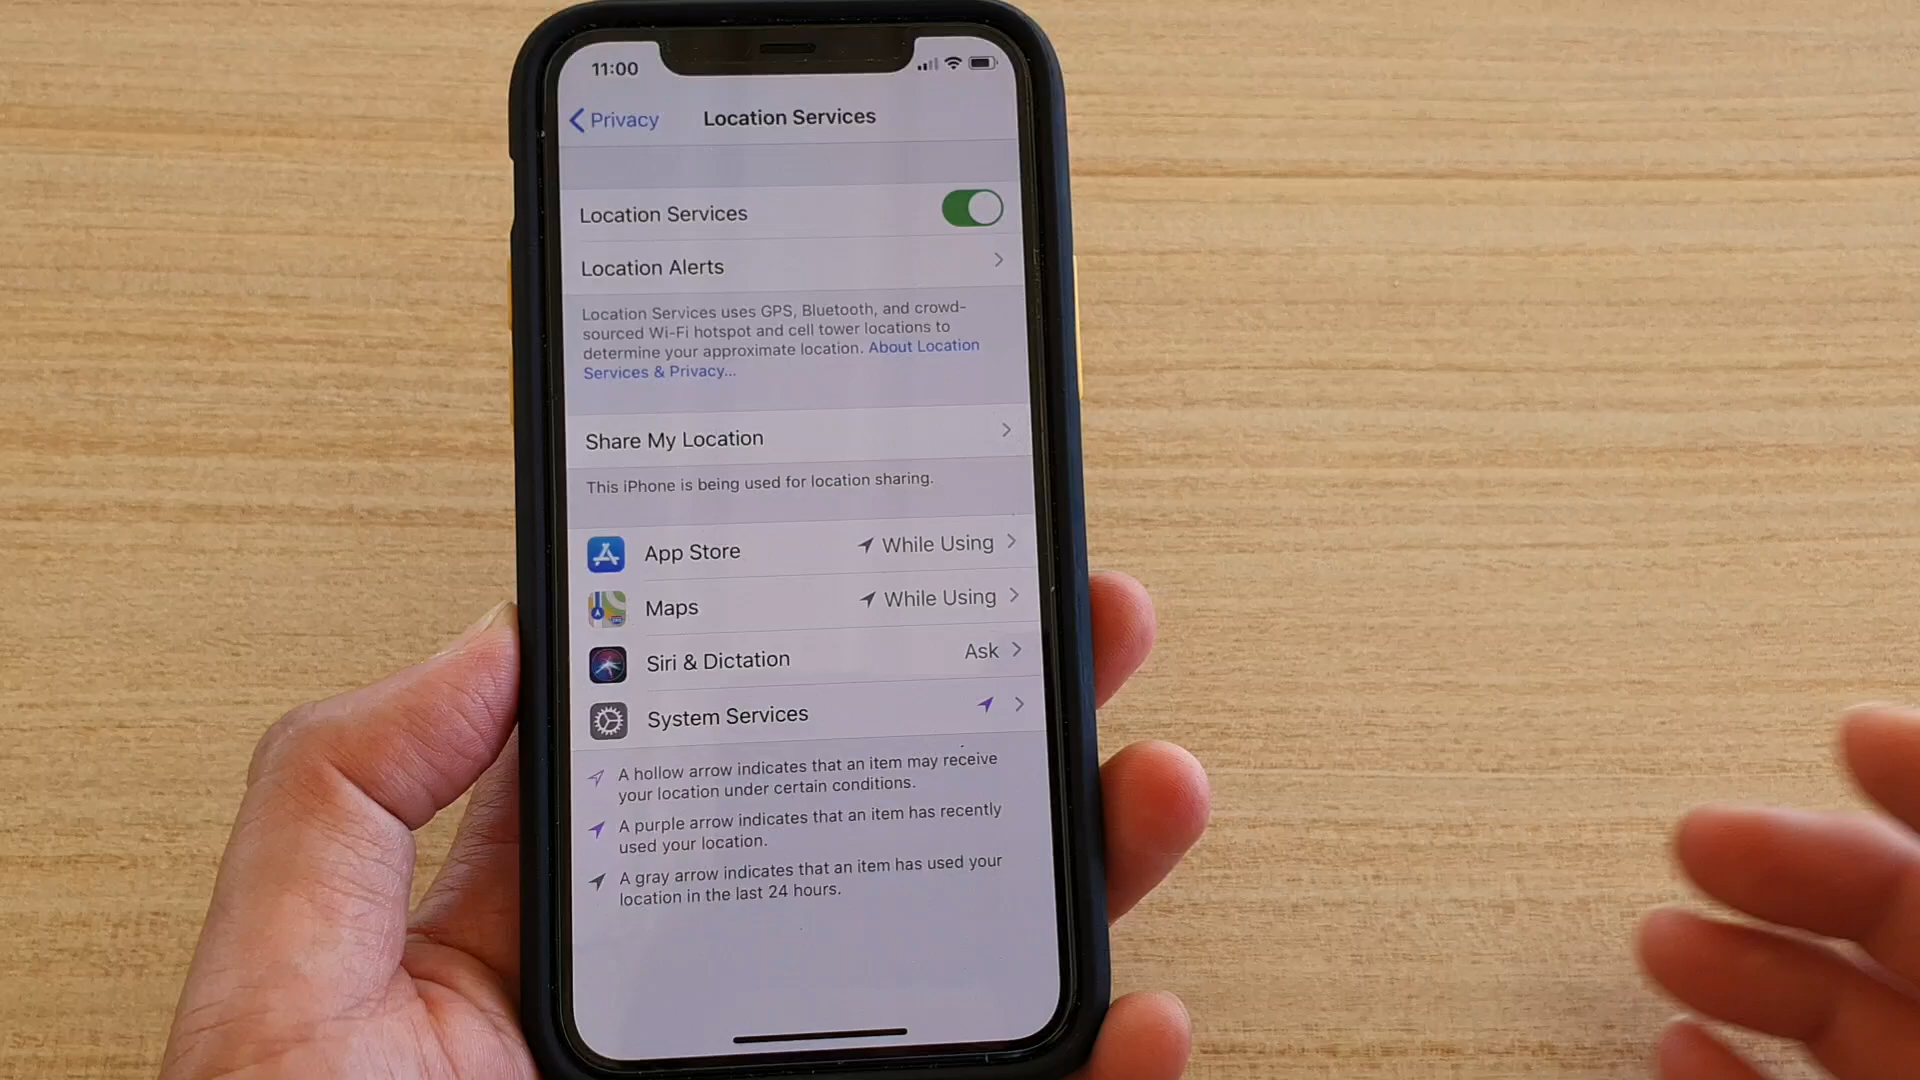 11:00
Privacy
Location Services
Location Services
Location Alerts
Location Services uses GPS, Bluetooth, and crowd-
sourced Wi-Fi hotspot and cell tower locations to
determine your approximate location. About Location
Services & Privacy...
Share My Location
This iPhone is being used for location sharing.
App Store While Using
Maps While Using
Siri & Dictation Ask
System Services
A hollow arrow indicates that an item may receive
your location under certain conditions.
A purple arrow indicates that an item has recently
used your location.
A gray arrow indicates that an item has used your
location in the last 24 hours.